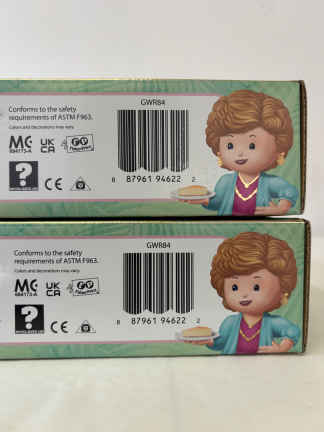 GWR84
Conforms to the safety
requirements of ASTM F963.
Colors and decorations may vary.
MC UK
CA
694173-A
8 87961 94622 2
CE
GWR84
Conforms to the safety
requirements of ASTM F963.
Colors and decorations may vary.
MC UK
CA
694173-A
8 87961 94622 2
CE